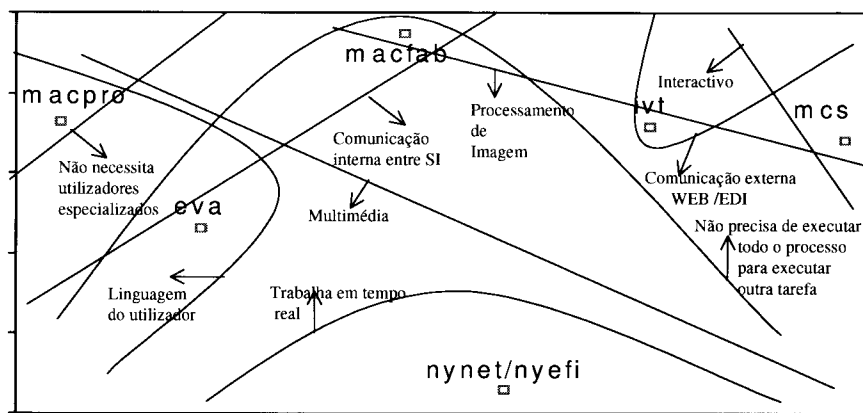 macfab
macpro
ivt
mcs
Interactivo
Processamento
de
Imagem
Comunicação
interna entre SI
Não necessita
utilizadores
especializados
Comunicação externa
WEB /EDI
eva
Multimédia
Não precisa de executar
todo o processo
para executar
outra tarefa
Linguagem
do utilizador
Trabalha em tempo
real
nynet/nyefi